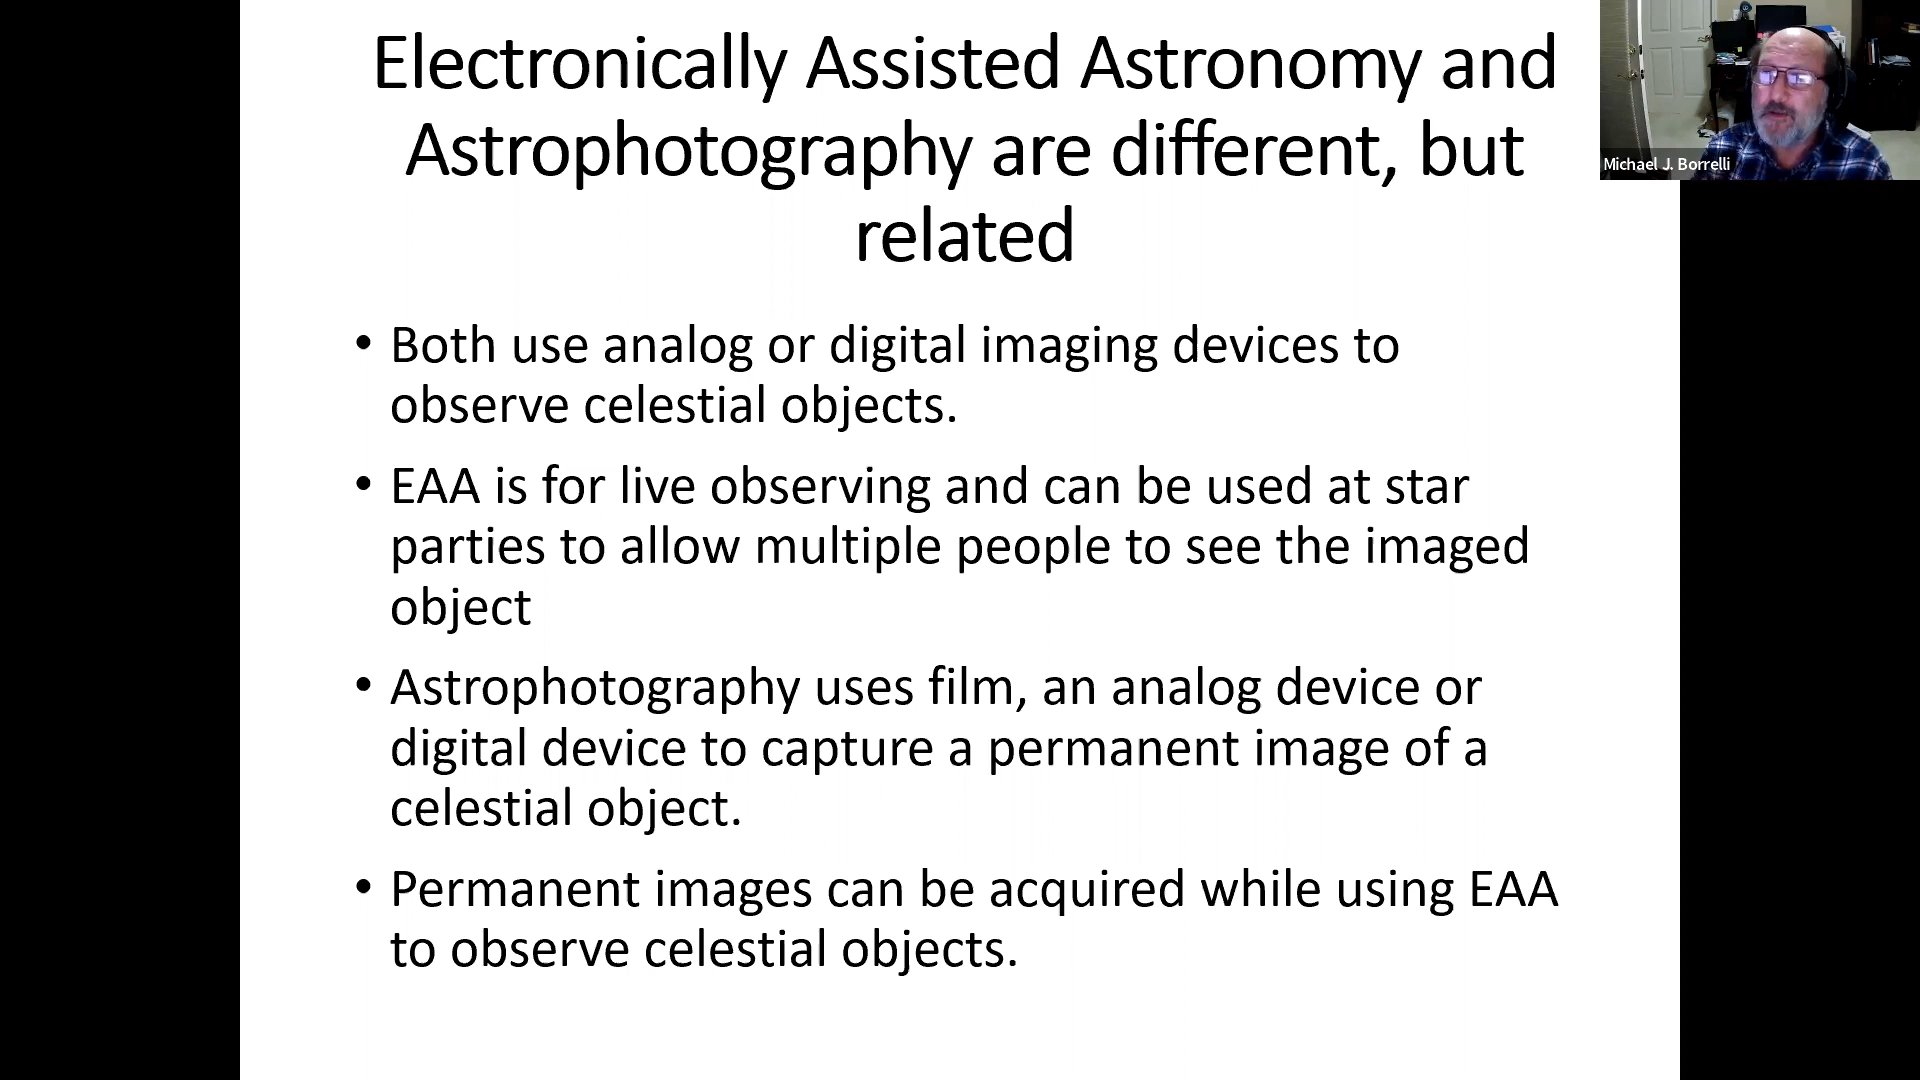 Electronically Assisted Astronomy and
Astrophotography are different, but
related
Michael J. Borrelli
• Both use analog or digital imaging devices to
observe celestial objects.
• EAA is for live observing and can be used at star
parties to allow multiple people to see the imaged
object
• Astrophotography uses film, an analog device or
digital device to capture a permanent image of a
celestial object.
• Permanent images can be acquired while using EAA
to observe celestial objects.